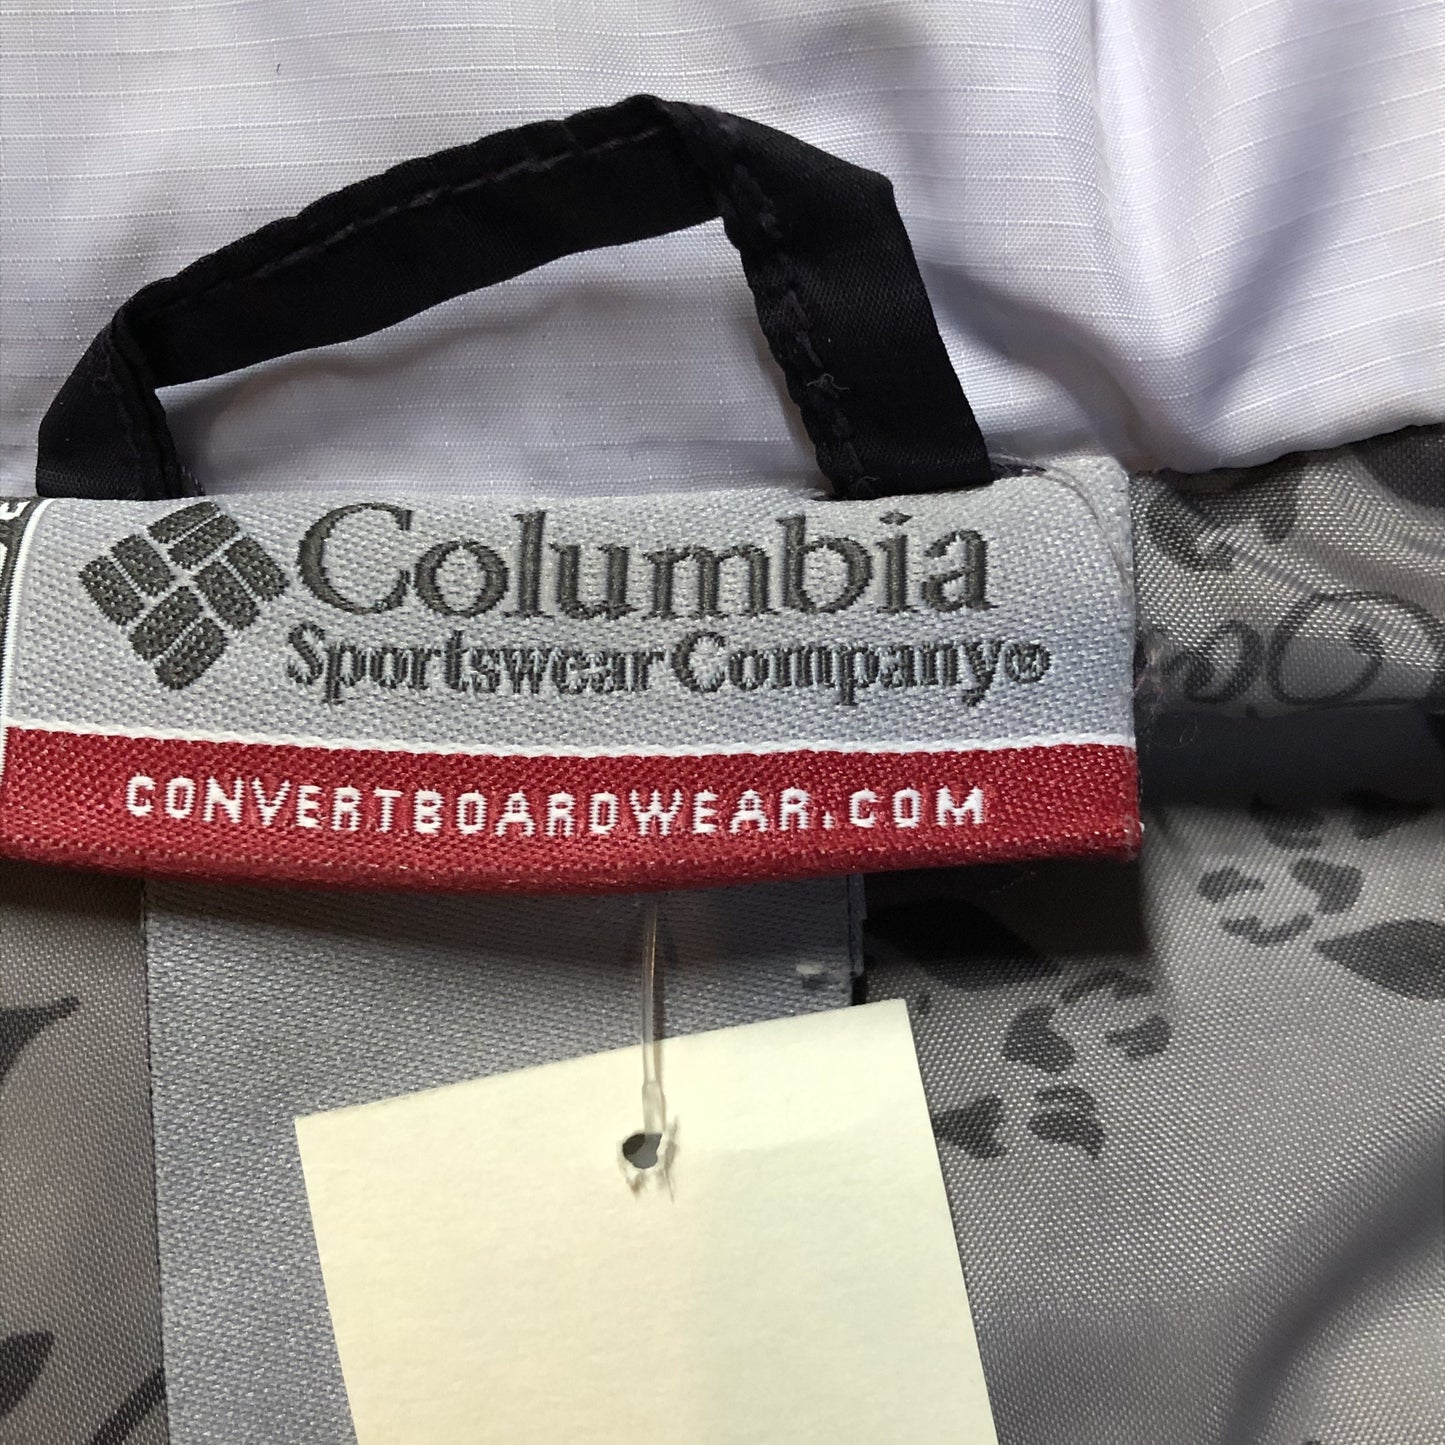 Columbia
Sportswear Company®
CONVERTBOARDWEAR.COM